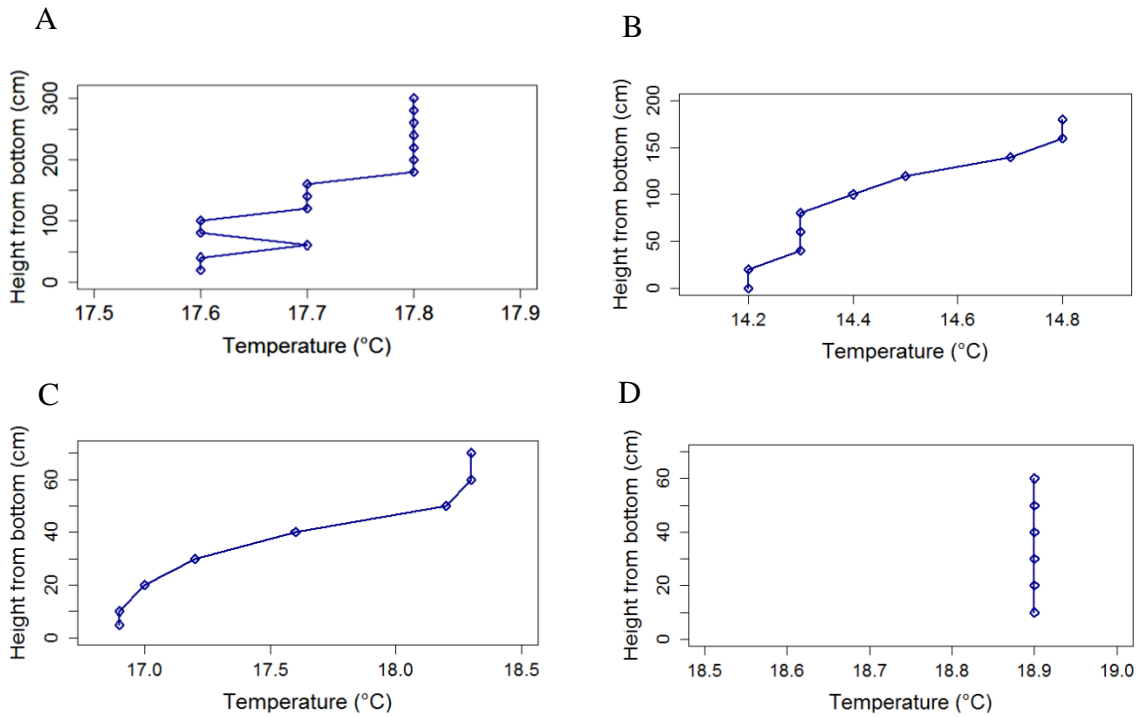 A
Height from bottom (cm)
300
200
100
0
17.5 17.6 17.7 17.8 17.9
Temperature (°C)
B
Height from bottom (cm)
200
150
100
50
0
14.2 14.4 14.6 14.8
Temperature (°C)
C
Height from bottom (cm)
60
40
20
0
17.0 17.5 18.0 18.5
Temperature (°C)
D
Height from bottom (cm)
60
40
20
0
18.5 18.6 18.7 18.8 18.9 19.0
Temperature (°C)